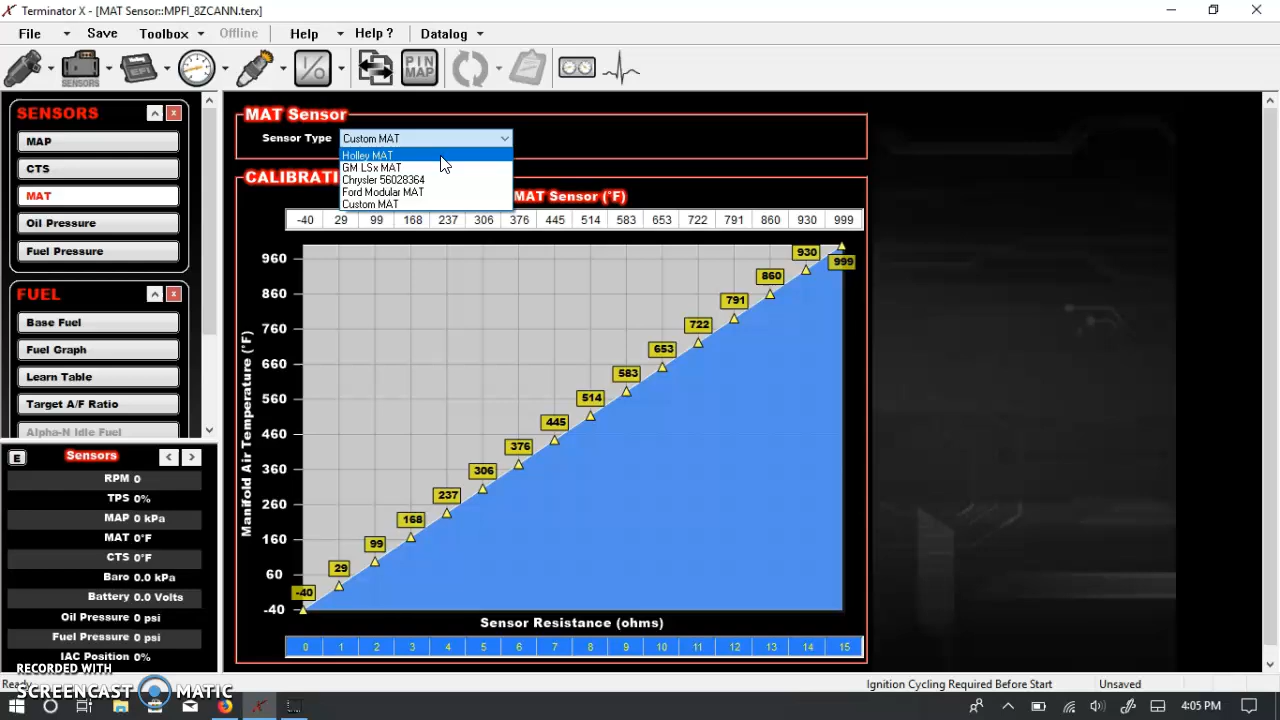 Terminator X - [MAT Sensor::MPFI_8ZCANN.terx]
File Save Toolbox Offline Help Help ? Datalog
SENSORS
EFI
I/O
PIN
MAP
SENSORS
MAP
CTS
MAT
Oil Pressure
Fuel Pressure
FUEL
Base Fuel
Fuel Graph
Learn Table
Target A/F Ratio
Alpha-N Idle Fuel
E Sensors < >
RPM 0
TPS 0%
MAP 0 kPa
MAT 0°F
CTS 0°F
Baro 0.0 kPa
Battery 0.0 Volts
Oil Pressure 0 psi
Fuel Pressure 0 psi
IAC Position 0%
MAT Sensor
Sensor Type Custom MAT
Holley MAT
GM LSx MAT
Chrysler 56028364
Ford Modular MAT
Custom MAT
CALIBRATI
MAT Sensor (°F)
-40 29 99 168 237 306 376 445 514 583 653 722 791 860 930 999
Manifold Air Temperature (°F)
960
860
760
660
560
460
360
260
160
60
-40
-40 29 99 168 237 306 376 445 514 583 653 722 791 860 930 999
Sensor Resistance (ohms)
0 1 2 3 4 5 6 7 8 9 10 11 12 13 14 15
Ready
Ignition Cycling Required Before Start Unsaved
RECORDED WITH
SCREENCAST MATIC
4:05 PM